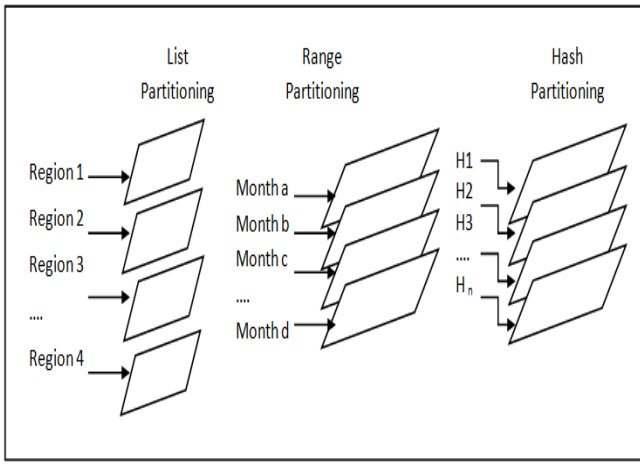 List
Partitioning
Region 1
Region 2
Region 3
....
Region 4
Range
Partitioning
Month a
Month b
Month c
....
Month d
Hash
Partitioning
H1
H2
H3
....
Hn